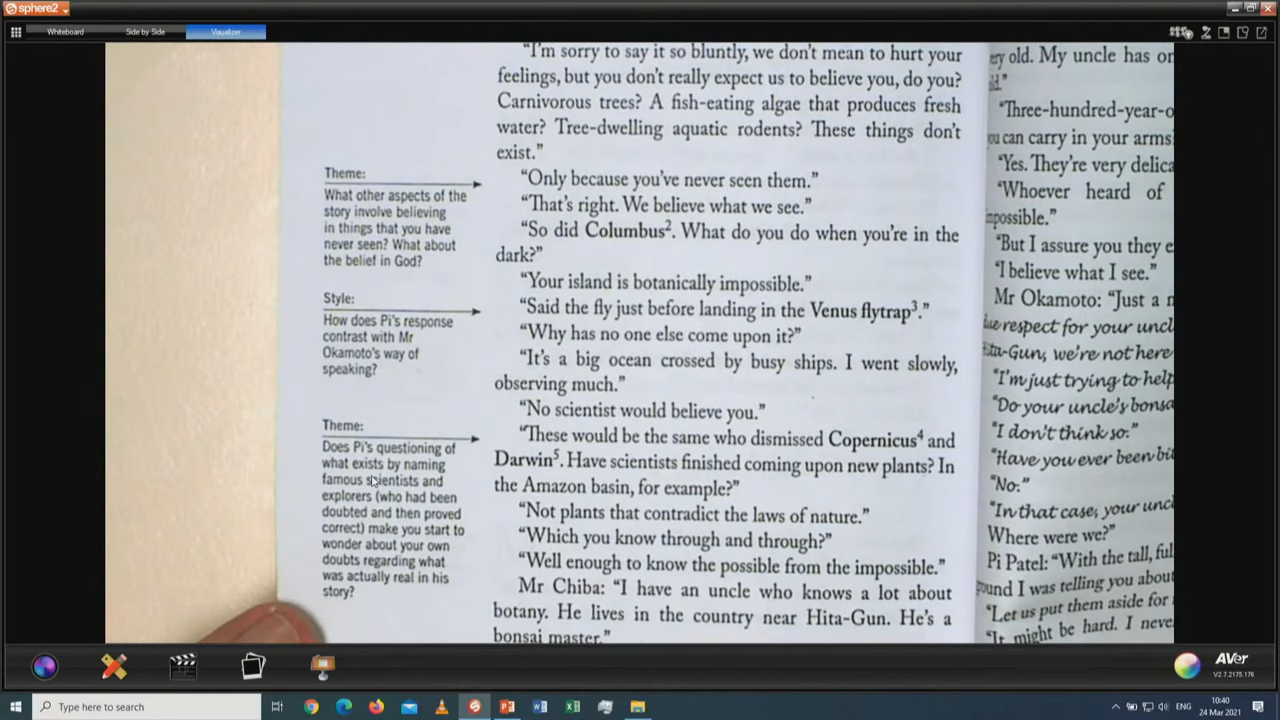 sphere2
Whiteboard
Side by Side
Visualizer
"I'm sorry to say it so bluntly, we don't mean to hurt your
feelings, but you don't really expect us to believe you, do you?
Carnivorous trees? A fish-eating algae that produces fresh
water? Tree-dwelling aquatic rodents? These things don't
exist."
"Only because you've never seen them."
"That's right. We believe what we see."
"So did Columbus². What do you do when you're in the
dark?"
"Your island is botanically impossible."
"Said the fly just before landing in the Venus flytrap³."
"Why has no one else come upon it?"
"It's a big ocean crossed by busy ships. I went slowly,
observing much."
"No scientist would believe you."
"These would be the same who dismissed Copernicus⁴ and
Darwin⁵. Have scientists finished coming upon new plants? In
the Amazon basin, for example?"
"Not plants that contradict the laws of nature."
"Which you know through and through?"
"Well enough to know the possible from the impossible."
Mr Chiba: "I have an uncle who knows a lot about
botany. He lives in the country near Hita-Gun. He's a
bonsai master."
Theme:
What other aspects of the
story involve believing
in things that you have
never seen? What about
the belief in God?
Style:
How does Pi's response
contrast with Mr
Okamoto's way of
speaking?
Theme:
Does Pi's questioning of
what exists by naming
famous scientists and
explorers (who had been
doubted and then proved
correct) make you start to
wonder about your own
doubts regarding what
was actually real in his
story?
old. My uncle has
"Three-hundred-year-o
can carry in your arms
"Yes. They're very delica
"Whoever heard of
"But I assure you they
"I believe what I see."
Mr Okamoto: "Just a
respect for your uncl
Gun, we're not here
"I'm just trying to help
"Do your uncle's bonsa
"I don't think so."
"Have you ever been bi
"No."
"In that case, your uncl
Where were we?"
Pi Patel: "With the tall, ful
I was telling you about
"Let us put them aside for
"It might be hard. I neve
AVer
V2.7.2175.176
Type here to search
ENG
10:40
24 Mar 2021